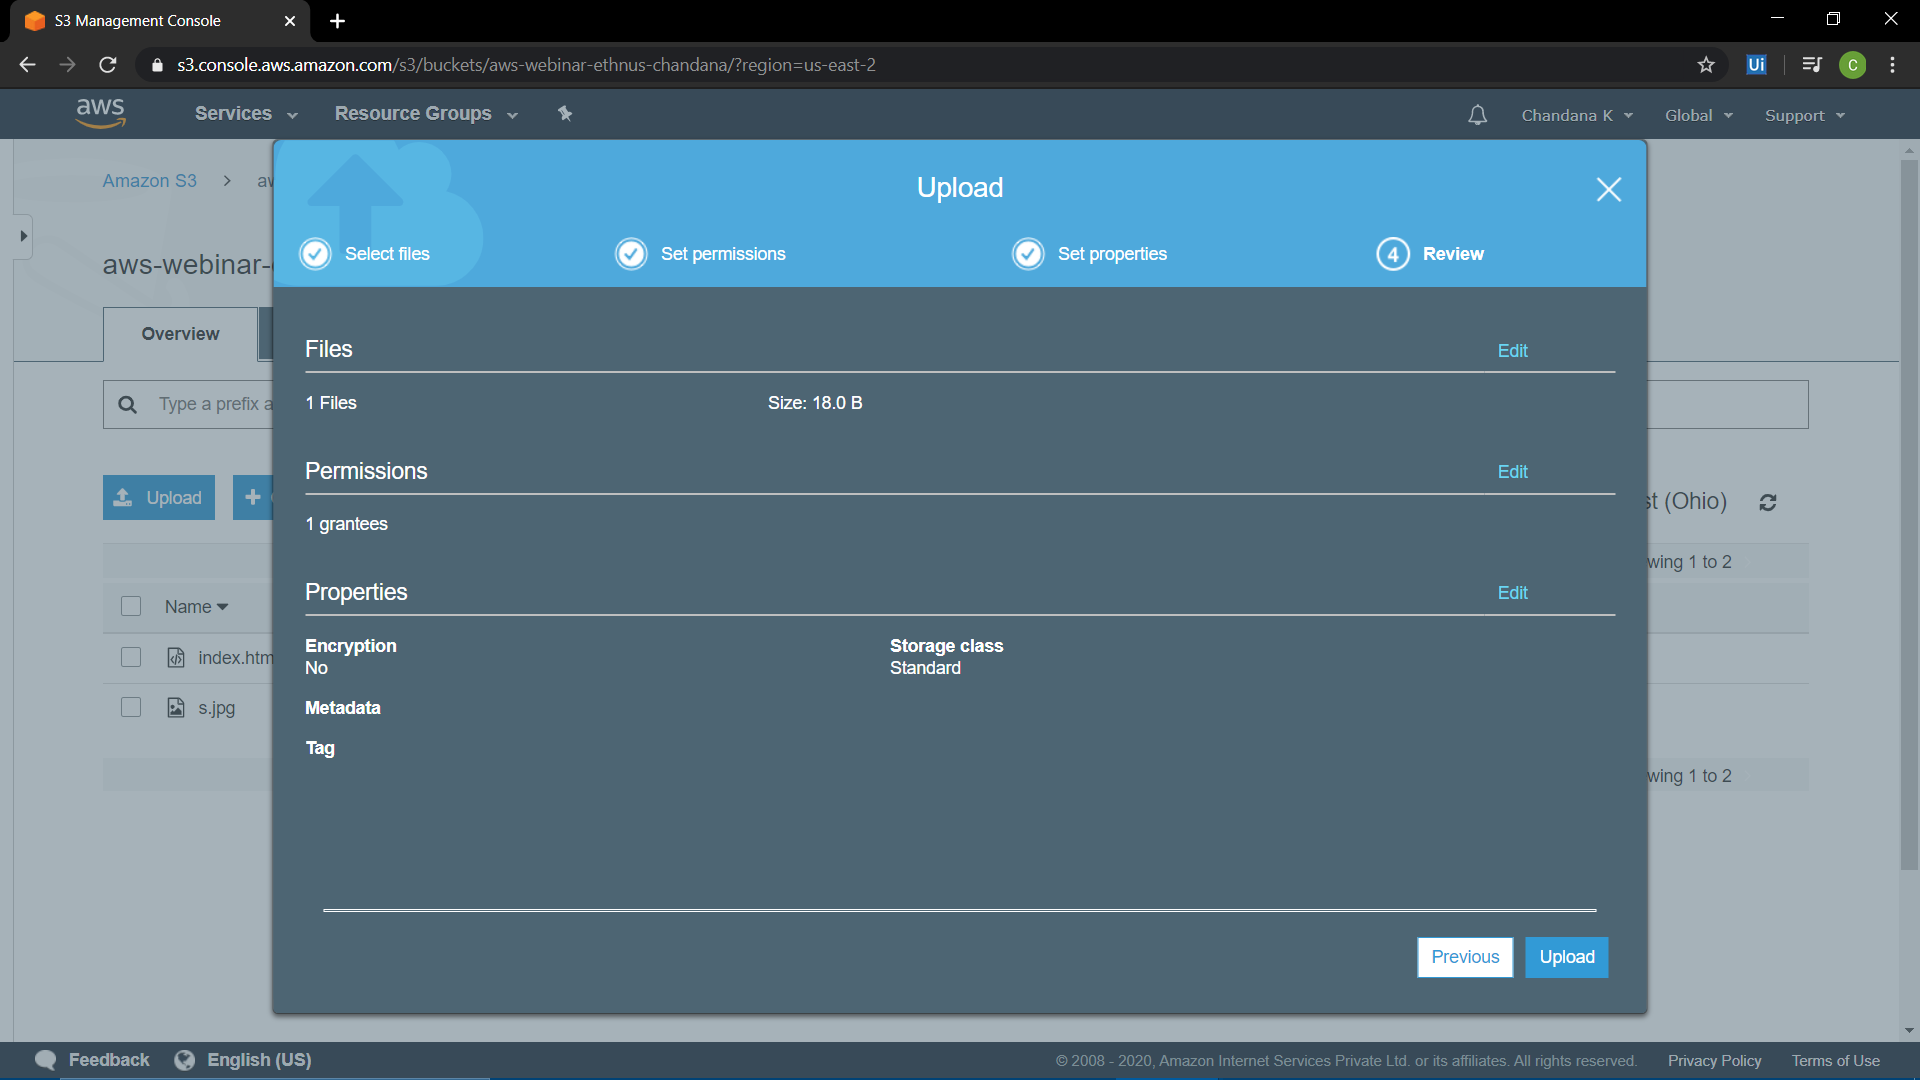 S3 Management Console
s3.console.aws.amazon.com/s3/buckets/aws-webinar-ethnus-chandana/?region=us-east-2
Ui
C
aws
Services
Resource Groups
Chandana K
Global
Support
Amazon S3
aws-webinar-
Overview
Type a prefix a
Upload
st (Ohio)
wing 1 to 2
Name
index.htm
s.jpg
wing 1 to 2
Upload
Select files
Set permissions
Set properties
4 Review
Files
Edit
1 Files
Size: 18.0 B
Permissions
Edit
1 grantees
Properties
Edit
Encryption
No
Storage class
Standard
Metadata
Tag
Previous
Upload
Feedback
English (US)
© 2008 - 2020, Amazon Internet Services Private Ltd. or its affiliates. All rights reserved.
Privacy Policy
Terms of Use